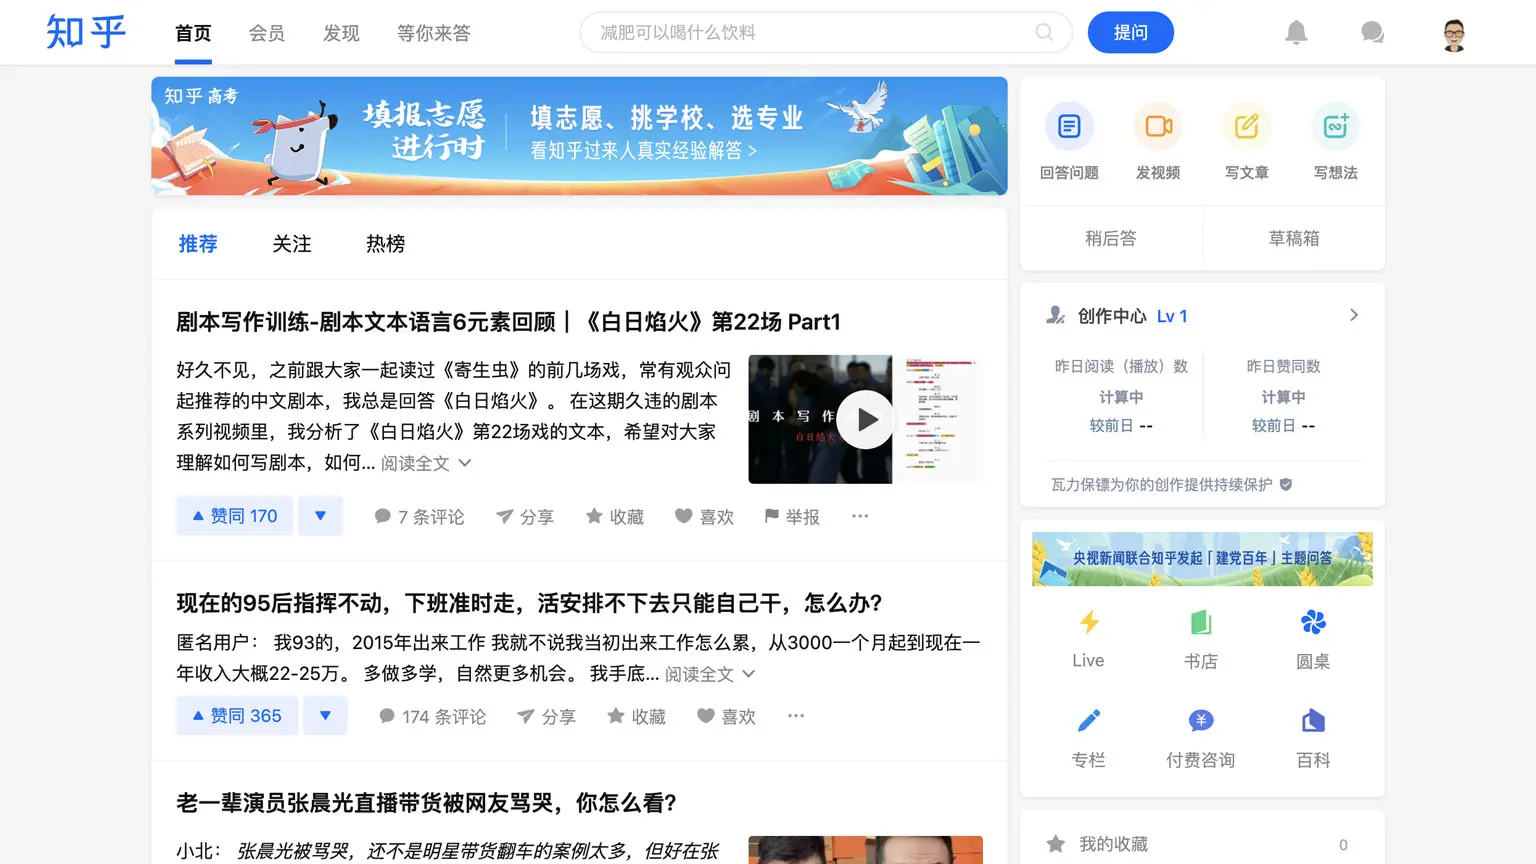 知乎
首页
会员
发现
等你来答
减肥可以喝什么饮料
提问
知乎 高考
填报志愿
进行时
填志愿、挑学校、选专业
看知乎过来人真实经验解答 >
推荐
关注
热榜
剧本写作训练-剧本文本语言6元素回顾｜《白日焰火》第22场 Part1
好久不见，之前跟大家一起读过《寄生虫》的前几场戏，常有观众问
起推荐的中文剧本，我总是回答《白日焰火》。 在这期久违的剧本
系列视频里，我分析了《白日焰火》第22场戏的文本，希望对大家
理解如何写剧本，如何... 阅读全文
剧 本 写 作
白日焰火
赞同 170
7 条评论
分享
收藏
喜欢
举报
现在的95后指挥不动，下班准时走，活安排不下去只能自己干，怎么办？
匿名用户： 我93的，2015年出来工作 我就不说我当初出来工作怎么累，从3000一个月起到现在一
年收入大概22-25万。 多做多学，自然更多机会。 我手底... 阅读全文
赞同 365
174 条评论
分享
收藏
喜欢
老一辈演员张晨光直播带货被网友骂哭，你怎么看？
小北： 张晨光被骂哭，还不是明星带货翻车的案例太多，但好在张
回答问题
发视频
写文章
写想法
稍后答
草稿箱
创作中心 Lv 1
昨日阅读（播放）数
计算中
较前日 --
昨日赞同数
计算中
较前日 --
瓦力保镖为你的创作提供持续保护
央视新闻联合知乎发起「建党百年」主题问答
Live
书店
圆桌
专栏
付费咨询
百科
我的收藏
0